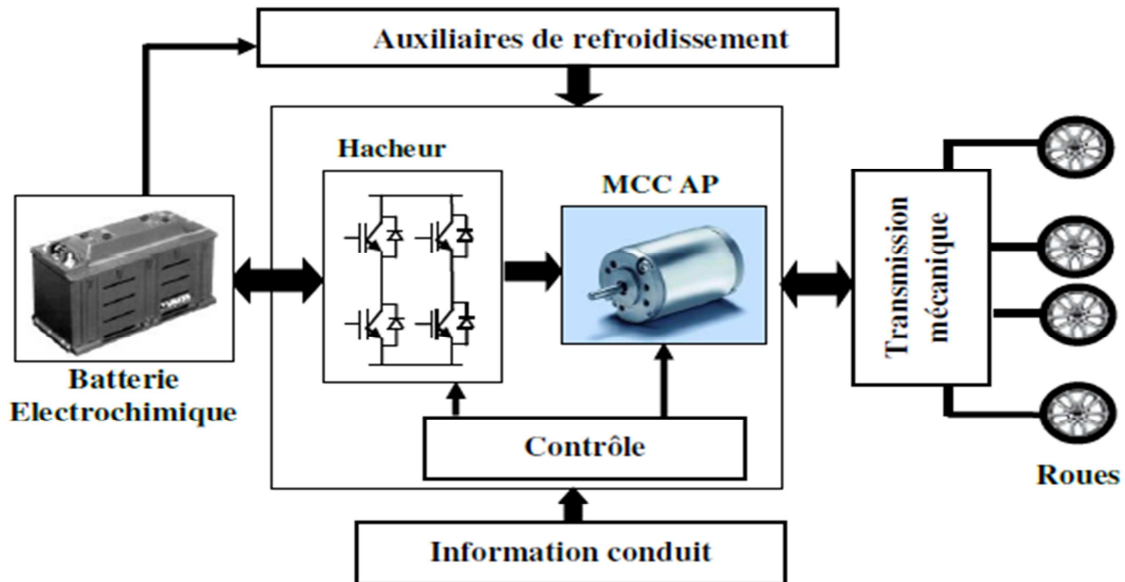 Auxiliaires de refroidissement
Hacheur
MCC AP
Batterie
Electrochimique
Transmission
mécanique
Contrôle
Roues
Information conduit